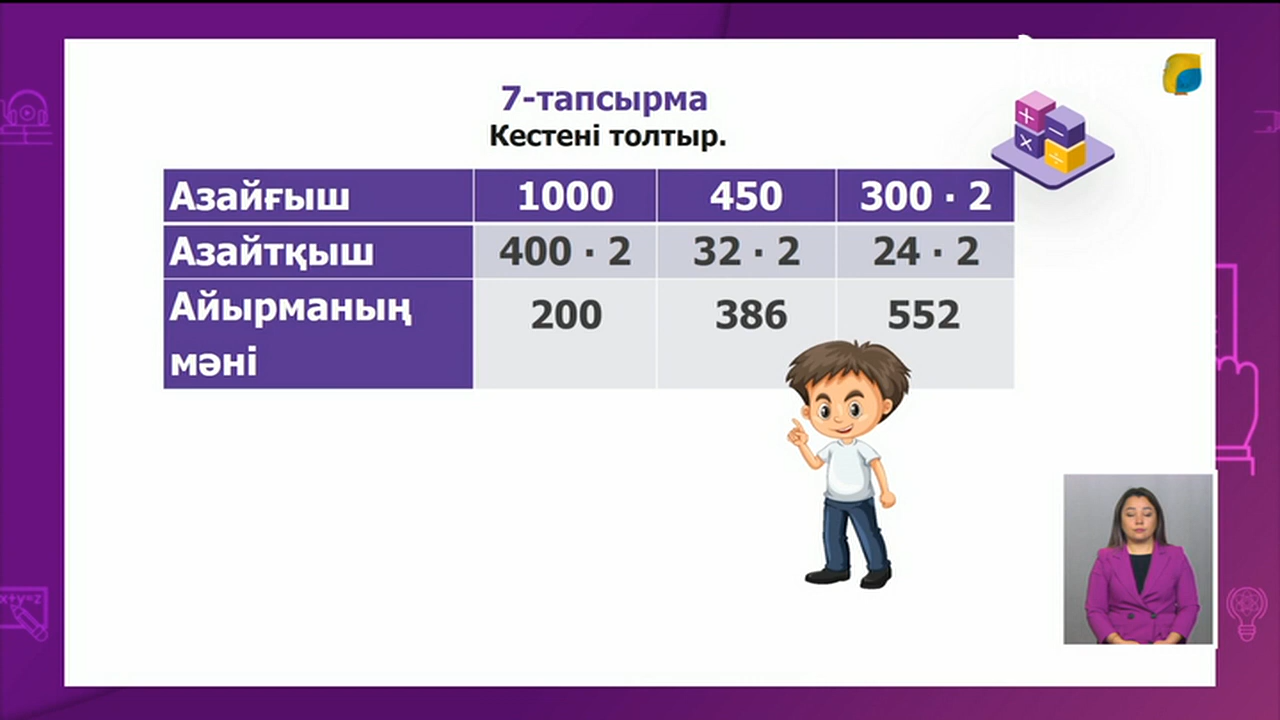 7-тапсырма
Кестені толтыр.
Азайғыш 1000 450 300 · 2
Азайтқыш 400 · 2 32 · 2 24 · 2
Айырманың 200 386 552
мәні
x+y=z